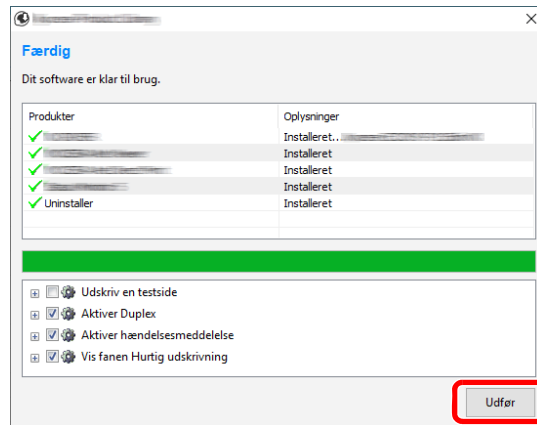 Færdig
Dit software er klar til brug.
Produkter Oplysninger
Installeret..
Installeret
Installeret
Installeret
Uninstaller Installeret
Udskriv en testside
Aktiver Duplex
Aktiver hændelsesmeddelelse
Vis fanen Hurtig udskrivning
Udfør